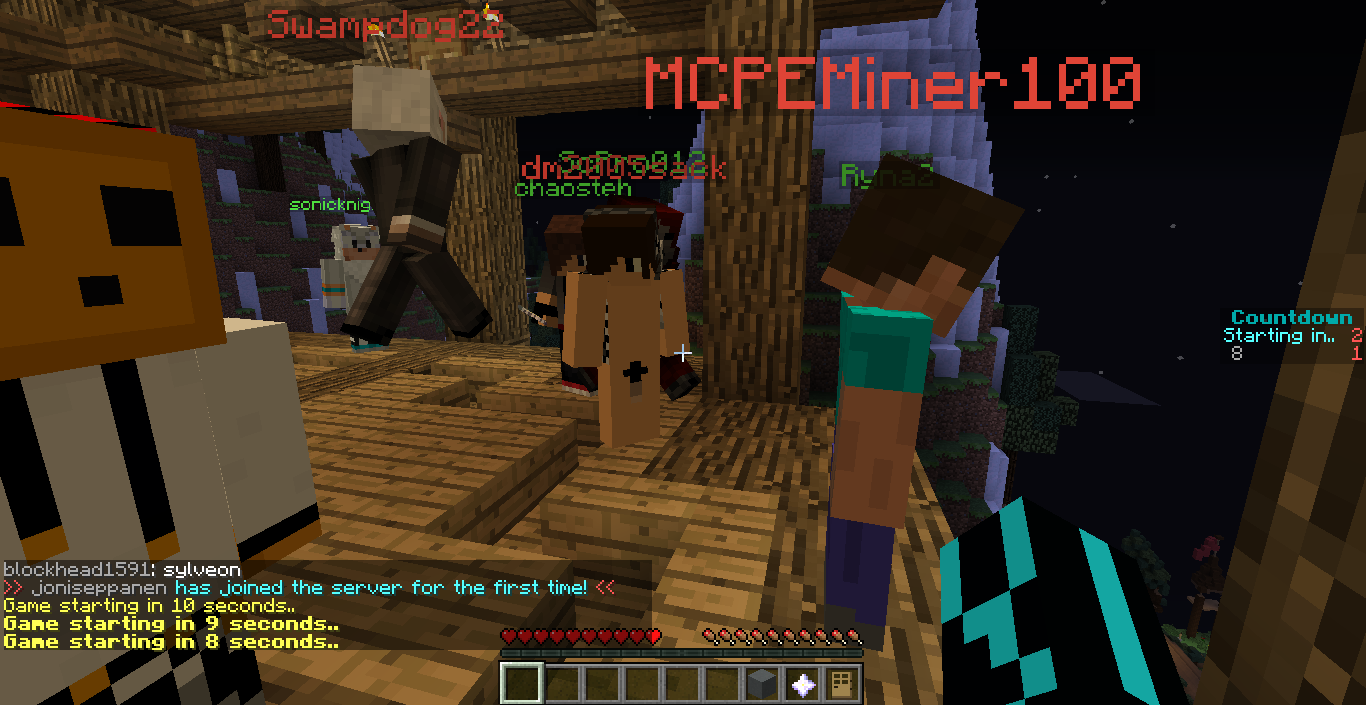 Swampdog22
MCPEMiner100
chaosteh
Ryna2
sonicknig
Countdown
Starting in.. 2
8 1
blockhead1591: sylveon
>> joniseppanen has joined the server for the first time! <<
Game starting in 10 seconds..
Game starting in 9 seconds..
Game starting in 8 seconds..